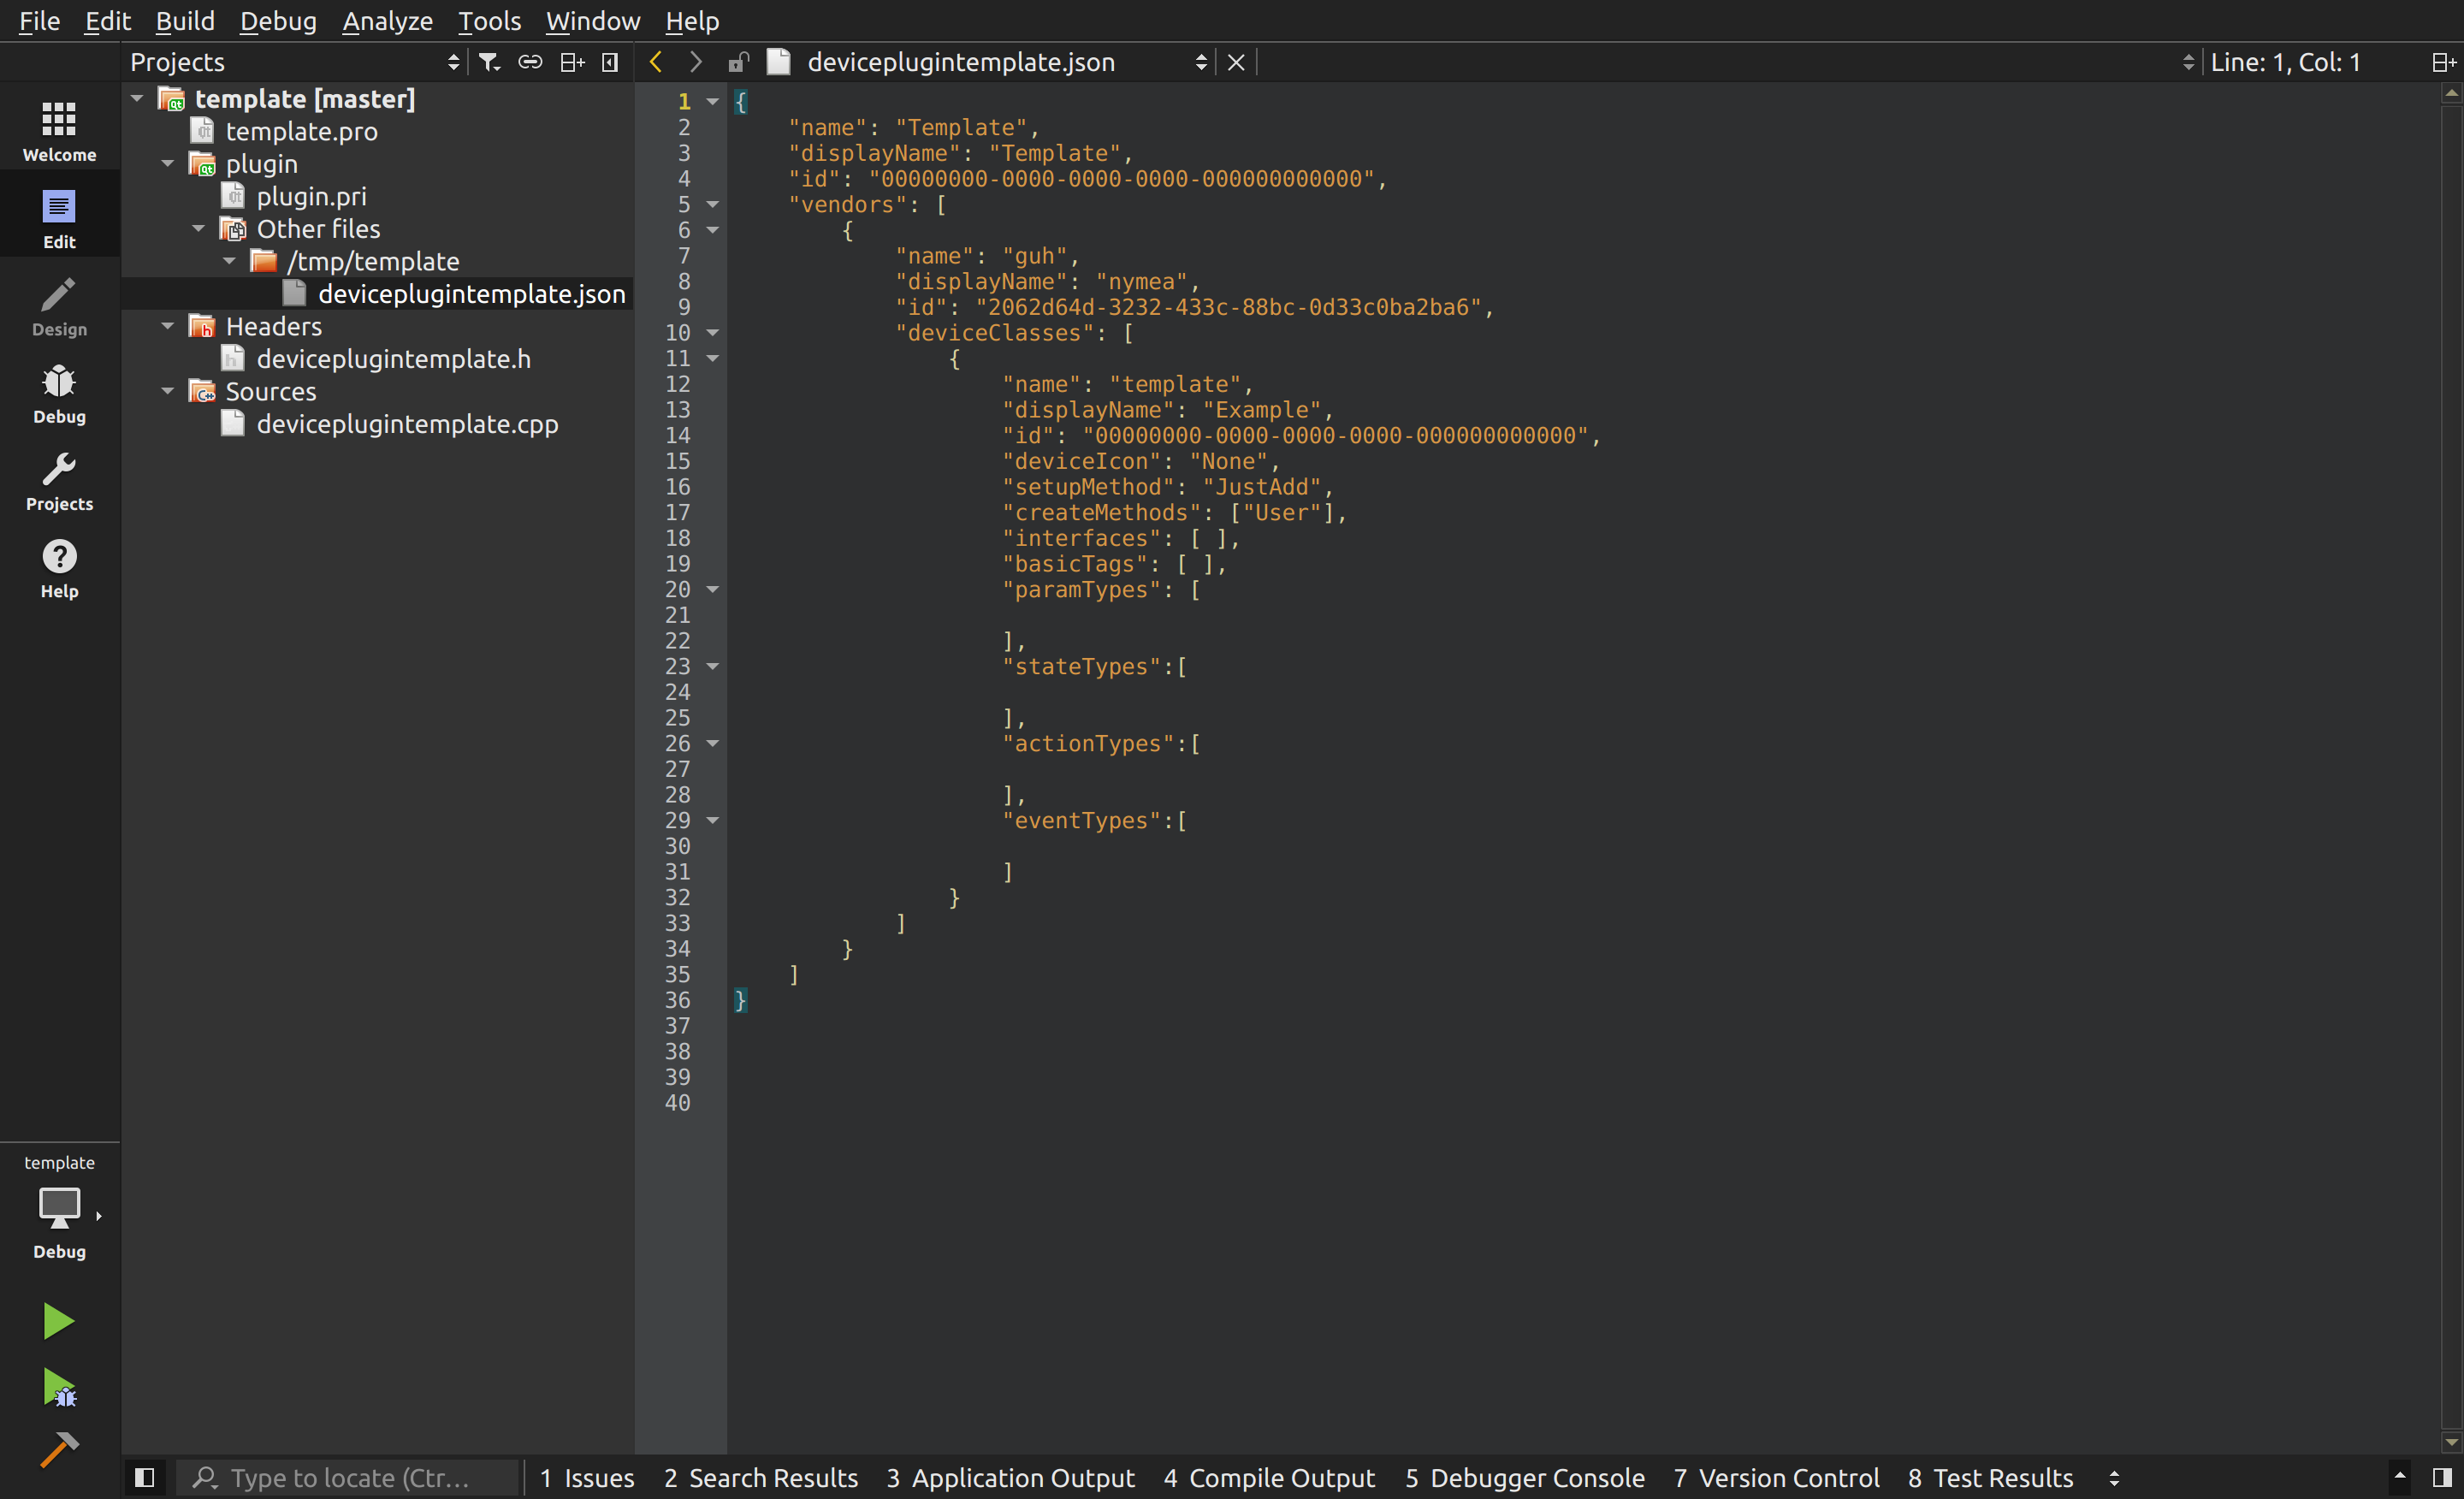 File Edit Build Debug Analyze Tools Window Help
Projects
deviceplugintemplate.json
Line: 1, Col: 1
Welcome
Edit
Design
Debug
Projects
Help
template [master]
template.pro
plugin
plugin.pri
Other files
/tmp/template
deviceplugintemplate.json
Headers
deviceplugintemplate.h
Sources
deviceplugintemplate.cpp
1 {
2     "name": "Template",
3     "displayName": "Template",
4     "id": "00000000-0000-0000-0000-000000000000",
5     "vendors": [
6         {
7             "name": "guh",
8             "displayName": "nymea",
9             "id": "2062d64d-3232-433c-88bc-0d33c0ba2ba6",
10             "deviceClasses": [
11                 {
12                     "name": "template",
13                     "displayName": "Example",
14                     "id": "00000000-0000-0000-0000-000000000000",
15                     "deviceIcon": "None",
16                     "setupMethod": "JustAdd",
17                     "createMethods": ["User"],
18                     "interfaces": [ ],
19                     "basicTags": [ ],
20                     "paramTypes": [
21
22                     ],
23                     "stateTypes":[
24
25                     ],
26                     "actionTypes":[
27
28                     ],
29                     "eventTypes":[
30
31                     ]
32                 }
33             ]
34         }
35     ]
36 }
37
38
39
40
template
Debug
Type to locate (Ctr...
1 Issues 2 Search Results 3 Application Output 4 Compile Output 5 Debugger Console 7 Version Control 8 Test Results